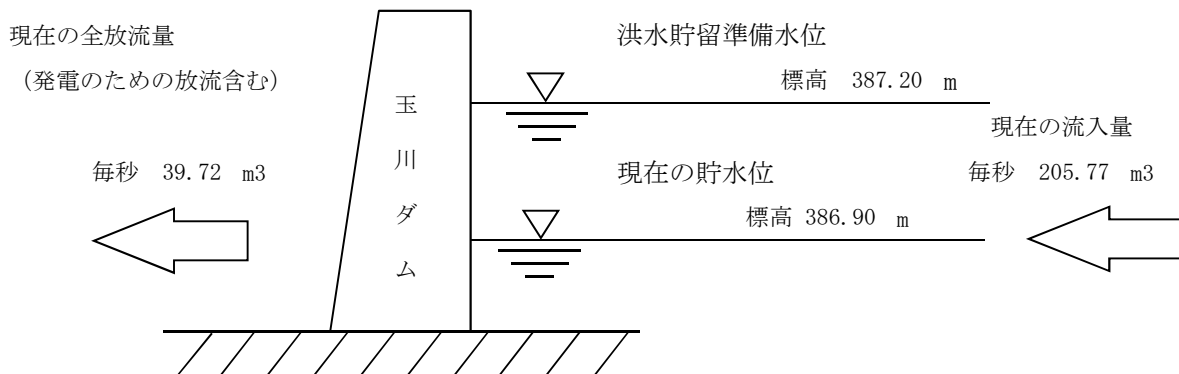 現在の全放流量
（発電のための放流含む）
毎秒 39.72 m3
玉川ダム
洪水貯留準備水位
標高 387.20 m
現在の貯水位
標高 386.90 m
現在の流入量
毎秒 205.77 m3